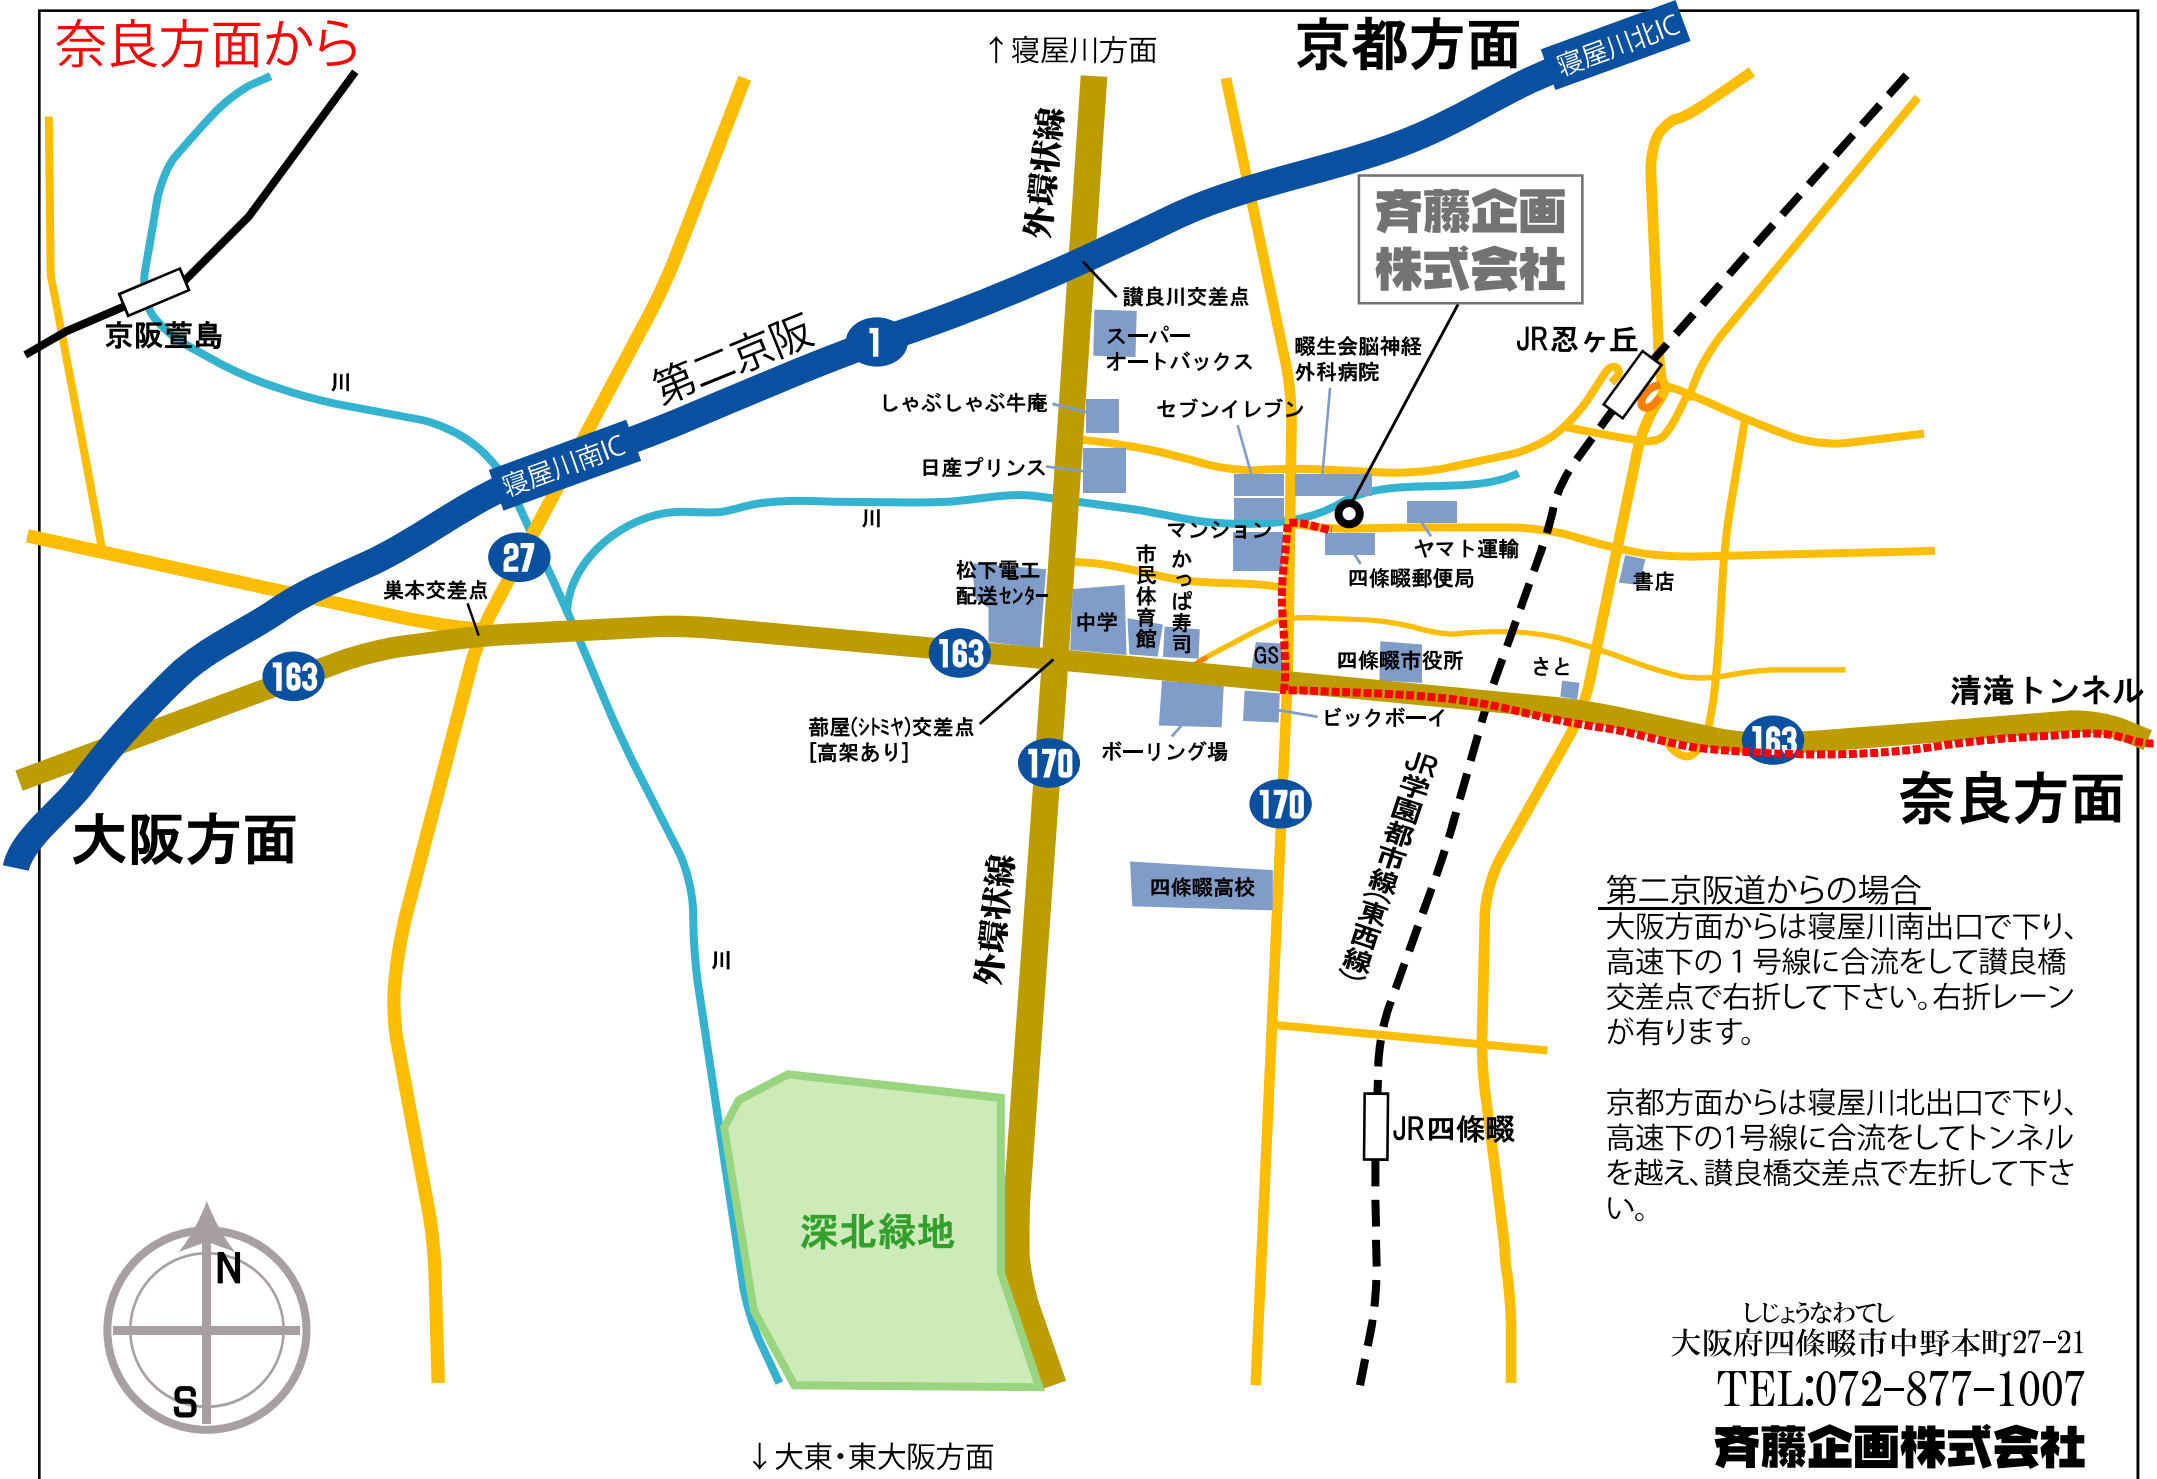 奈良方面から
↑寝屋川方面
京都方面
寝屋川北IC
外環状線
斉藤企画
株式会社
讃良川交差点
スーパー
オートバックス
畷生会脳神経
外科病院
JR忍ヶ丘
京阪萱島
川
第二京阪
1
しゃぶしゃぶ牛庵
セブンイレブン
寝屋川南IC
日産プリンス
川
マンション
ヤマト運輸
27
四條畷郵便局
書店
巣本交差点
松下電工
配送センター
中学
市民体育館
かっぱ寿司
GS
四條畷市役所
さと
163
163
清滝トンネル
ビックボーイ
ボーリング場
蔀屋(シトミヤ)交差点
[高架あり]
170
170
163
JR学園都市線(東西線)
大阪方面
奈良方面
外環状線
四條畷高校
川
第二京阪道からの場合
大阪方面からは寝屋川南出口で下り、
高速下の1号線に合流をして讃良橋
交差点で右折して下さい。右折レーン
が有ります。
京都方面からは寝屋川北出口で下り、
高速下の1号線に合流をしてトンネル
を越え、讃良橋交差点で左折して下さ
い。
JR四條畷
深北緑地
N
S
しじょうなわてし
大阪府四條畷市中野本町27-21
TEL:072-877-1007
斉藤企画株式会社
↓大東・東大阪方面